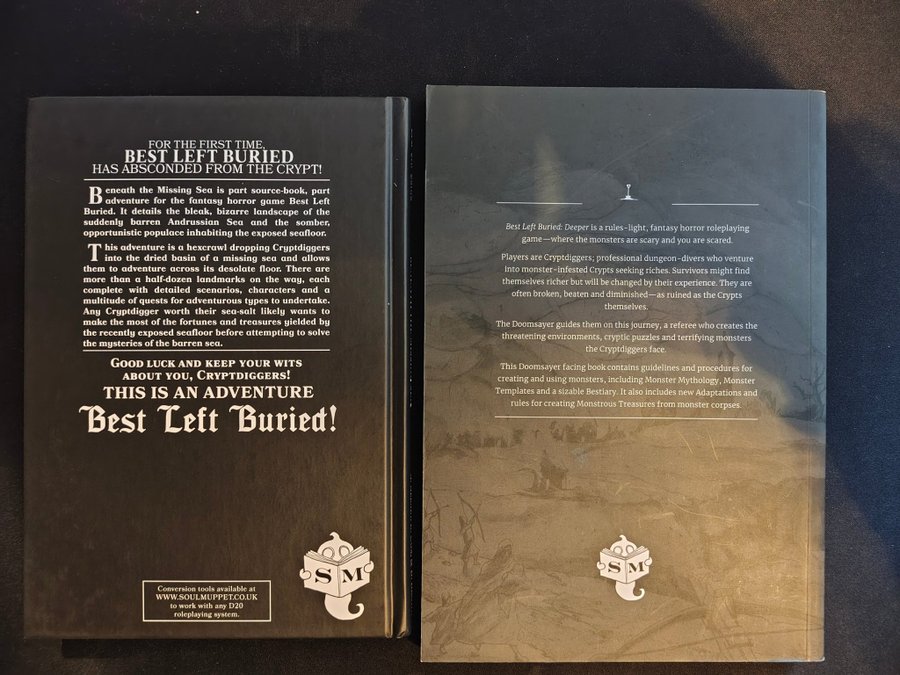 FOR THE FIRST TIME,
BEST LEFT BURIED
HAS ABSCONDED FROM THE CRYPT!
Beneath the Missing Sea is part source-book, part
adventure for the fantasy horror game Best Left
Buried. It details the bleak, bizarre landscape of the
suddenly barren Andrussian Sea and the somber,
opportunistic populace inhabiting the exposed seafloor.
This adventure is a hexcrawl dropping Cryptdiggers
into the dried basin of a missing sea and allows
them to adventure across its desolate floor. There are
more than a half-dozen landmarks on the way, each
complete with detailed scenarios, characters and a
multitude of quests for adventurous types to undertake.
Any Cryptdigger worth their sea-salt likely wants to
make the most of the fortunes and treasures yielded by
the recently exposed seafloor before attempting to solve
the mysteries of the barren sea.
GOOD LUCK AND KEEP YOUR WITS
ABOUT YOU, CRYPTDIGGERS!
THIS IS AN ADVENTURE
Best Left Buried!
Conversion tools available at
WWW.SOULMUPPET.CO.UK
to work with any D20
roleplaying system.
S M
Best Left Buried: Deeper is a rules-light, fantasy horror roleplaying
game—where the monsters are scary and you are scared.
Players are Cryptdiggers; professional dungeon-divers who venture
into monster-infested Crypts seeking riches. Survivors might find
themselves richer but will be changed by their experience. They are
often broken, beaten and diminished—as ruined as the Crypts
themselves.
The Doomsayer guides them on this journey, a referee who creates the
threatening environments, cryptic puzzles and terrifying monsters
the Cryptdiggers face.
This Doomsayer facing book contains guidelines and procedures for
creating and using monsters, including Monster Mythology, Monster
Templates and a sizable Bestiary. It also includes new Adaptations and
rules for creating Monstrous Treasures from monster corpses.
S M